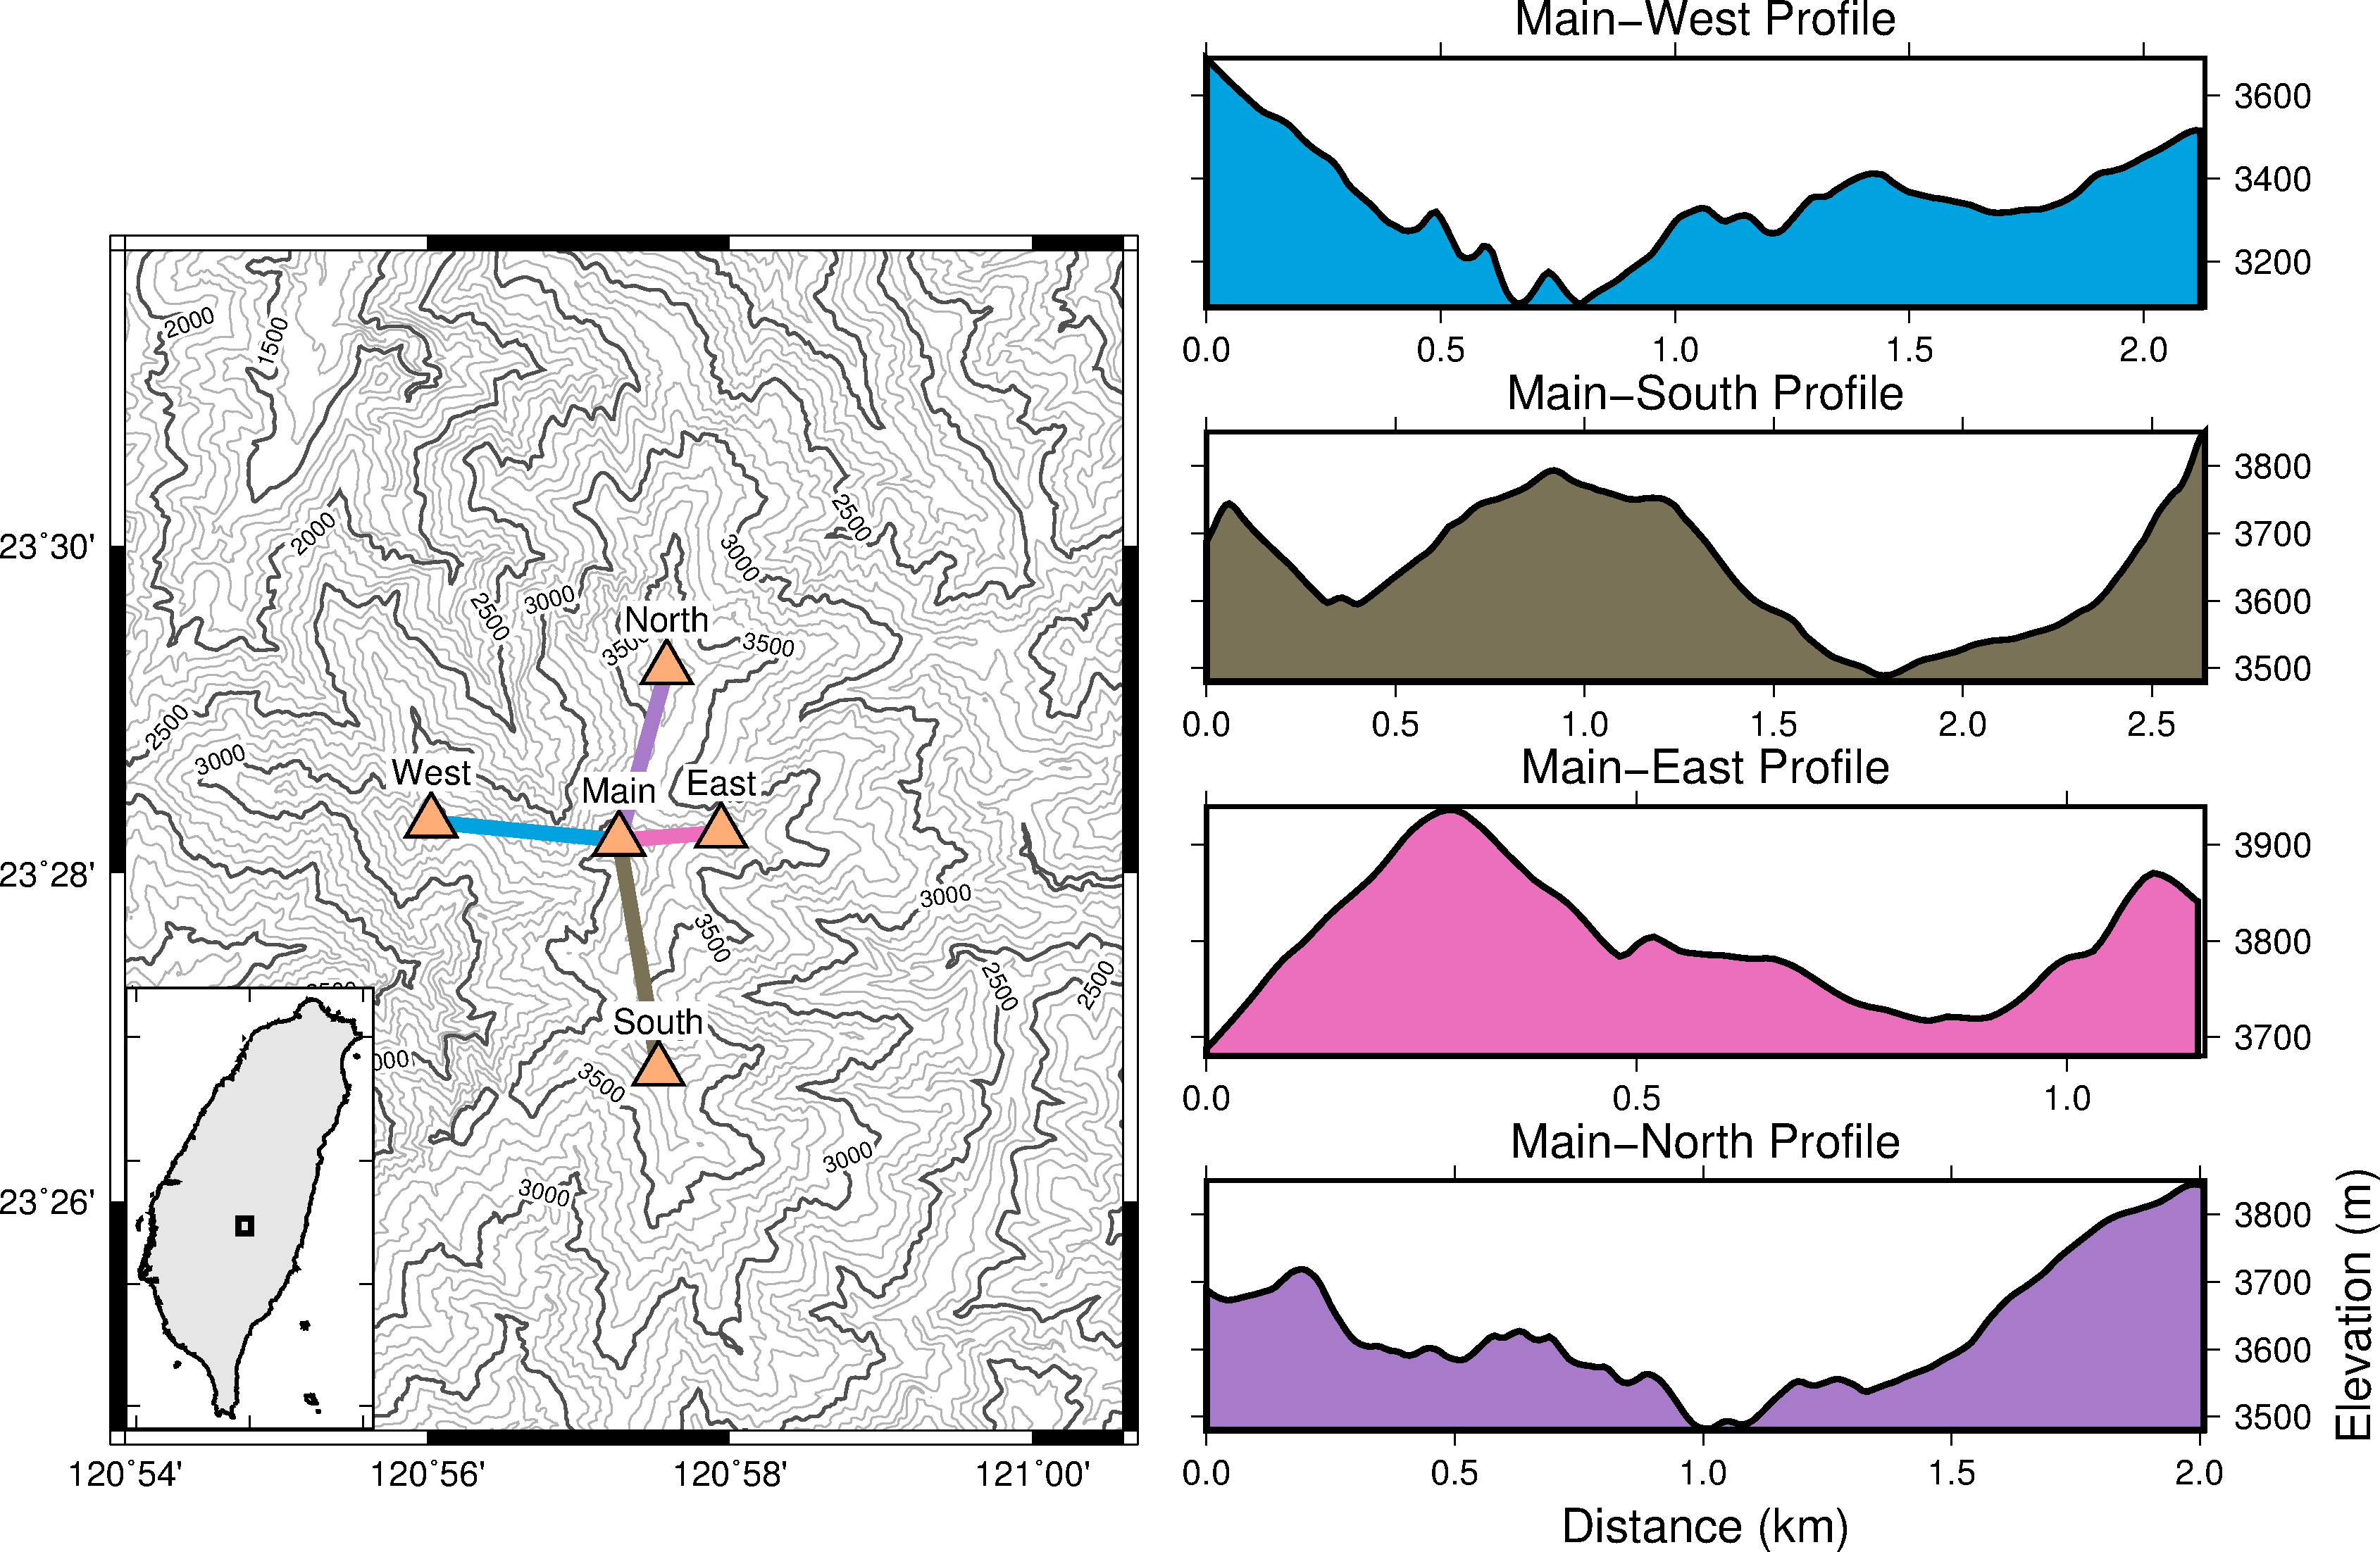 Main–West Profile
3600
3400
3200
0.0 0.5 1.0 1.5 2.0
Main–South Profile
3800
3700
3600
3500
0.0 0.5 1.0 1.5 2.0 2.5
Main–East Profile
3900
3800
3700
0.0 0.5 1.0
Main–North Profile
3800
3700
3600
3500
0.0 0.5 1.0 1.5 2.0
Distance (km)
Elevation (m)
2000
1500
2000
2500
3000
23˚30'
2500
3000
North
3500
3500
2500
3000
West
Main
East
23˚28'
3000
3500
2500
2500
South
3500
3000
3000
23˚26'
120˚54' 120˚56' 120˚58' 121˚00'